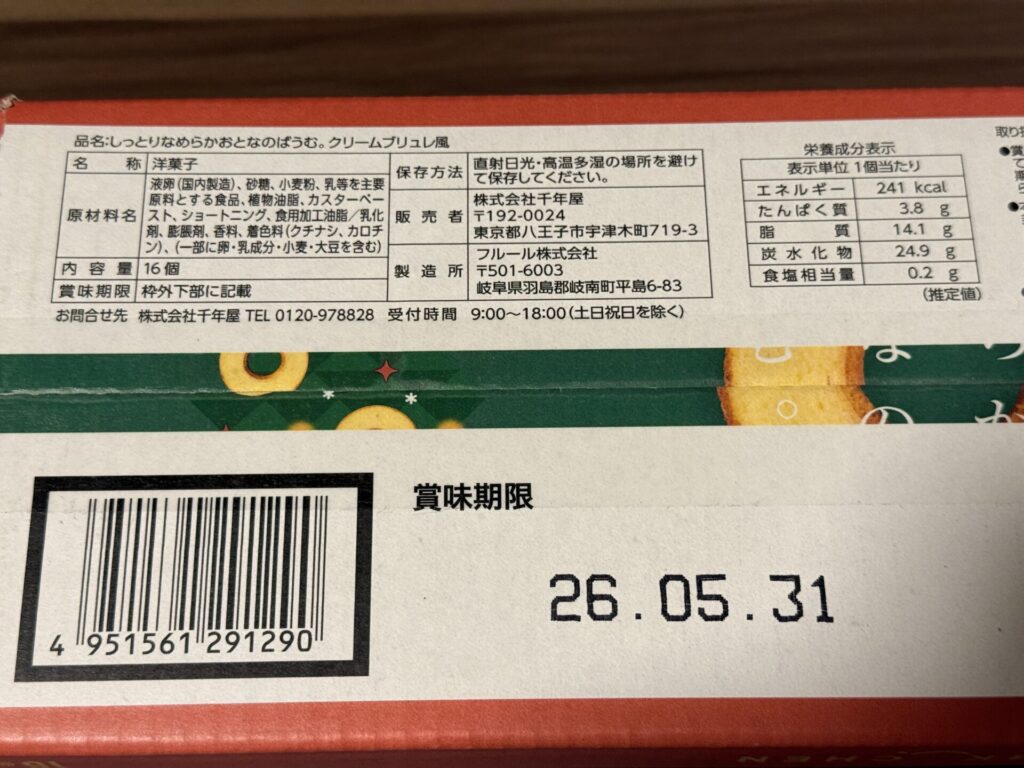 品名:しっとりなめらかおとなのばうむ。クリームブリュレ風
名称 洋菓子
原材料名 液卵(国内製造)、砂糖、小麦粉、乳等を主要
原料とする食品、植物油脂、カスターペー
スト、ショートニング、食用加工油脂/乳化
剤、膨脹剤、香料、着色料(クチナシ、カロチ
ン)、(一部に卵・乳成分・小麦・大豆を含む)
内容量 16個
賞味期限 枠外下部に記載
保存方法 直射日光・高温多湿の場所を避け
て保存してください。
販売者 株式会社千年屋
〒192-0024
東京都八王子市宇津木町719-3
製造所 フルール株式会社
〒501-6003
岐阜県羽島郡岐南町平島6-83
お問合せ先 株式会社千年屋 TEL 0120-978828 受付時間 9:00〜18:00(土日祝日を除く)
栄養成分表示
表示単位 1個当たり
エネルギー 241 kcal
たんぱく質 3.8 g
脂質 14.1 g
炭水化物 24.9 g
食塩相当量 0.2 g
(推定値)
取り
●賞
賞味期限
26.05.31
4 951561 291290